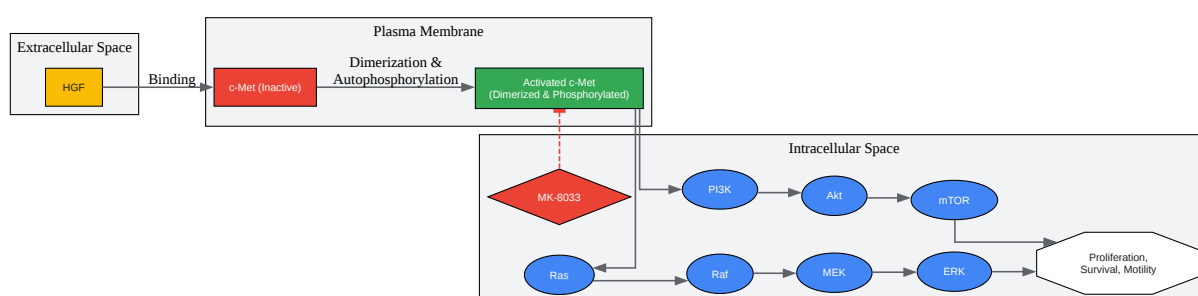 Plasma Membrane
Extracellular Space
HGF
Binding
c-Met (Inactive)
Dimerization &
Autophosphorylation
Activated c-Met
(Dimerized & Phosphorylated)
Intracellular Space
MK-8033
PI3K
Akt
mTOR
Ras
Raf
MEK
ERK
Proliferation,
Survival, Motility